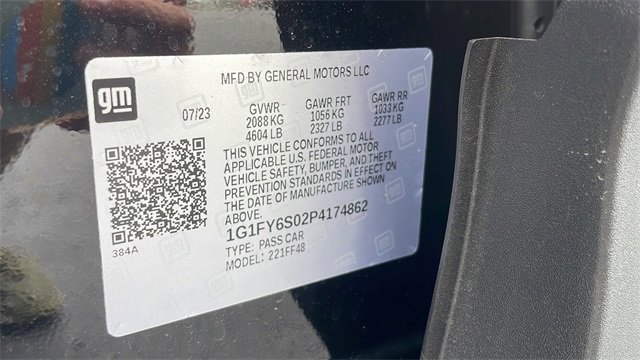 MFD BY GENERAL MOTORS LLC
gm
07/23
GVWR
2088 KG
4604 LB
GAWR FRT
1056 KG
2327 LB
GAWR RR
1033 KG
2277 LB
THIS VEHICLE CONFORMS TO ALL
APPLICABLE U.S. FEDERAL MOTOR
VEHICLE SAFETY, BUMPER, AND THEFT
PREVENTION STANDARDS IN EFFECT ON
THE DATE OF MANUFACTURE SHOWN
ABOVE.
1G1FY6S02P4174862
TYPE: PASS CAR
MODEL: 221FF48
384A